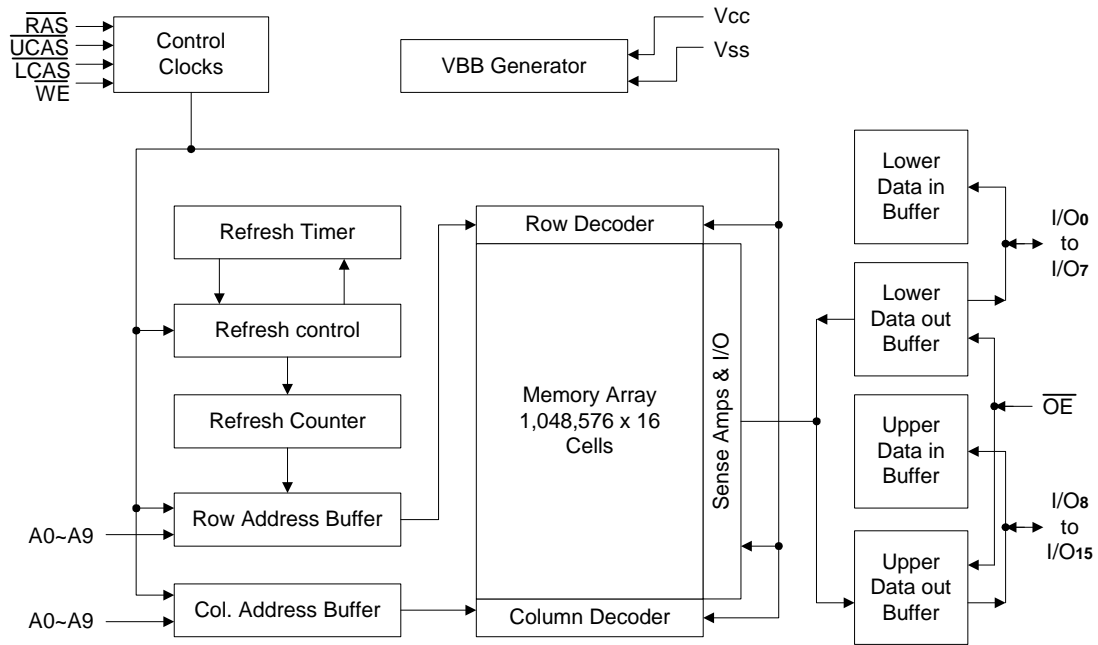 RAS
UCAS
LCAS
WE
Control
Clocks
VBB Generator
Vcc
Vss
Refresh Timer
Refresh control
Refresh Counter
Row Address Buffer
Col. Address Buffer
A0~A9
A0~A9
Row Decoder
Memory Array
1,048,576 x 16
Cells
Column Decoder
Sense Amps & I/O
Lower
Data in
Buffer
Lower
Data out
Buffer
Upper
Data in
Buffer
Upper
Data out
Buffer
I/O0
to
I/O7
OE
I/O8
to
I/O15